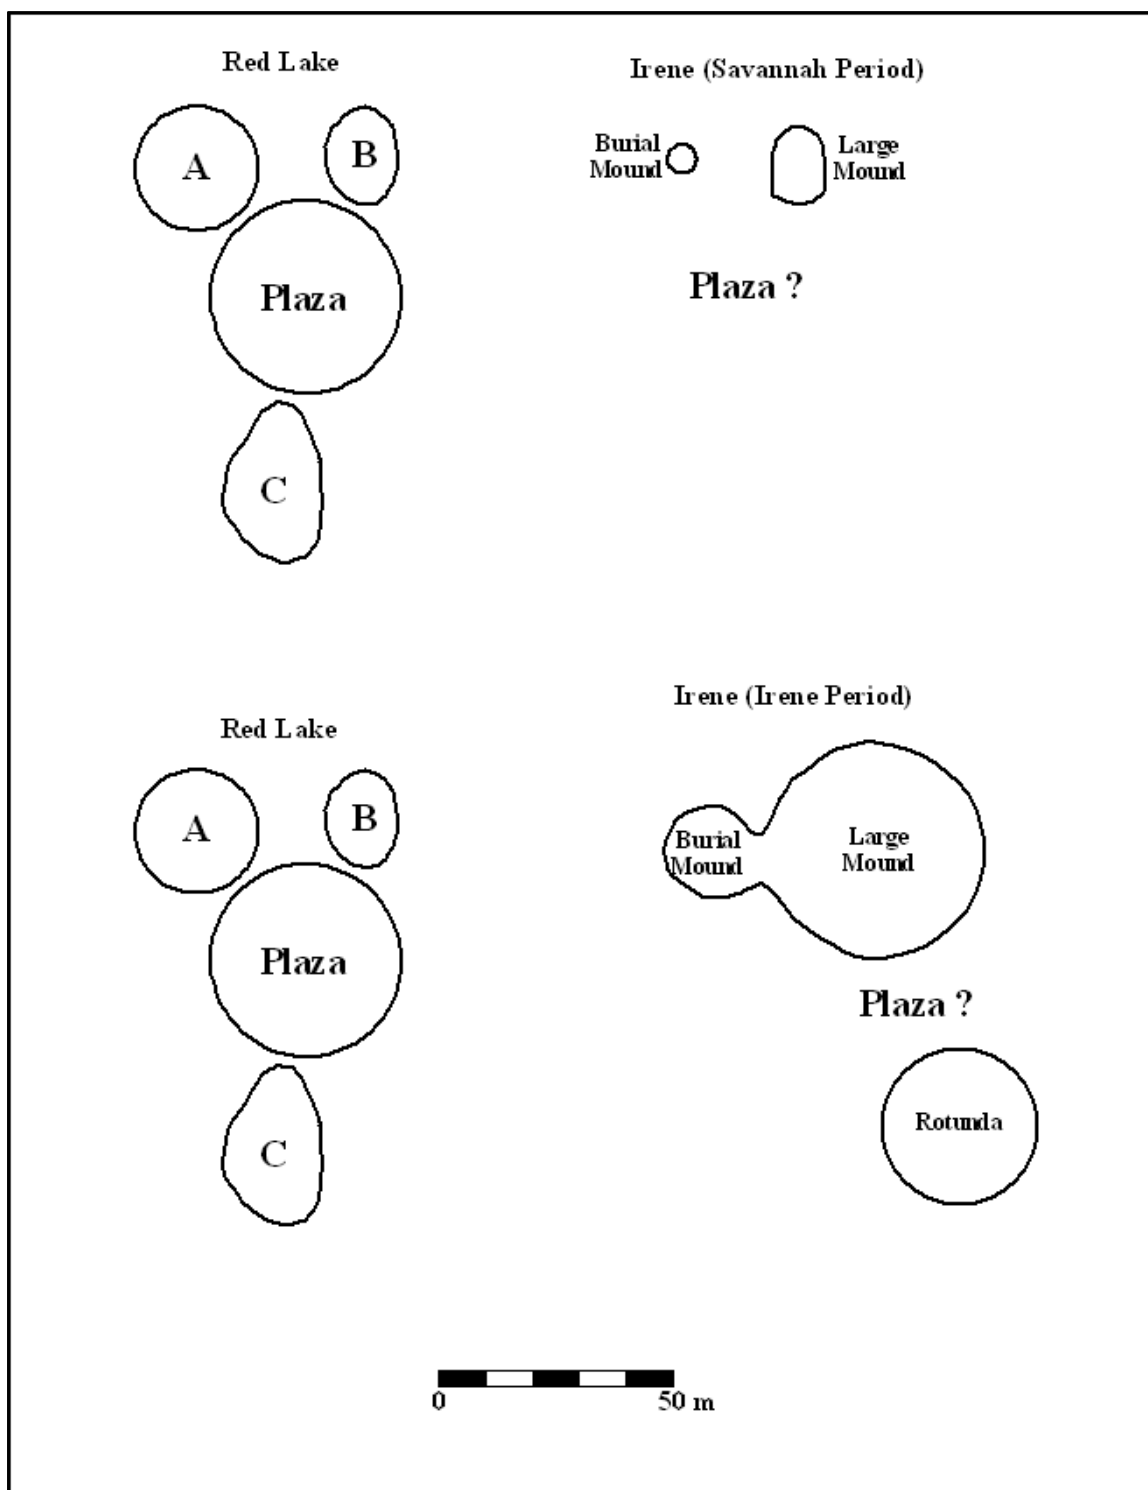 Red Lake
Irene (Savannah Period)
A
B
Burial
Mound
Large
Mound
Plaza
Plaza ?
C
Red Lake
Irene (Irene Period)
A
B
Burial
Mound
Large
Mound
Plaza
Plaza ?
C
Rotunda
0
50 m